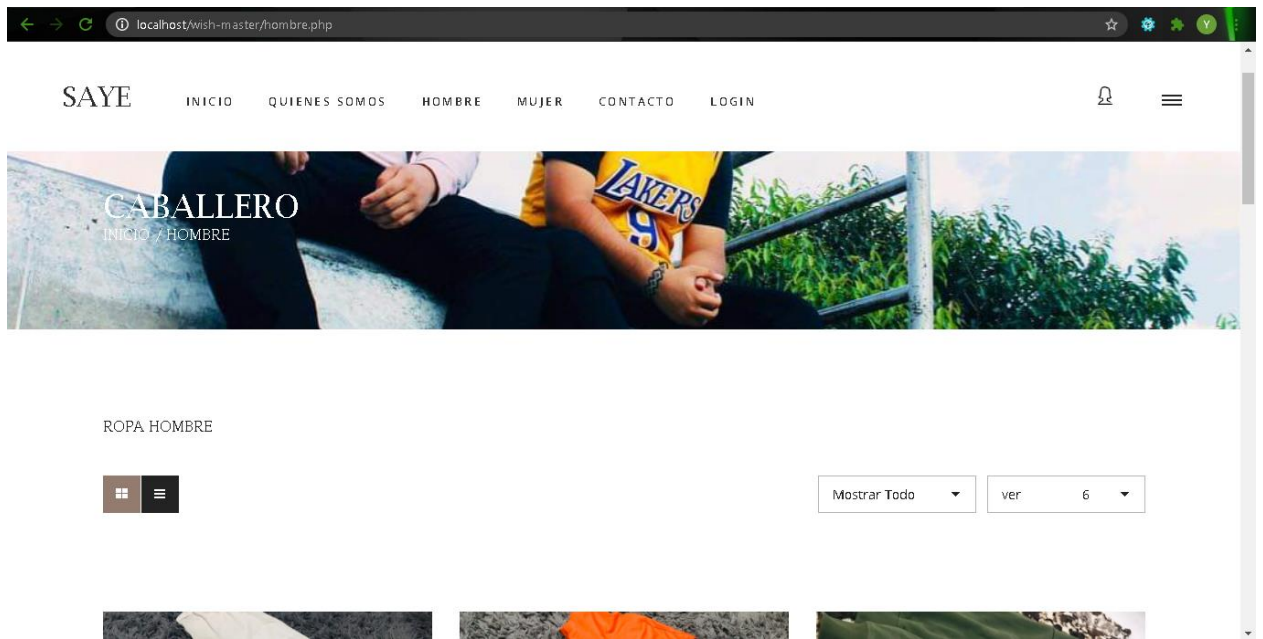 localhost/wish-master/hombre.php
Y
SAYE INICIO QUIENES SOMOS HOMBRE MUJER CONTACTO LOGIN
LAKERS
9
CABALLERO
INICIO / HOMBRE
ROPA HOMBRE
Mostrar Todo ver 6